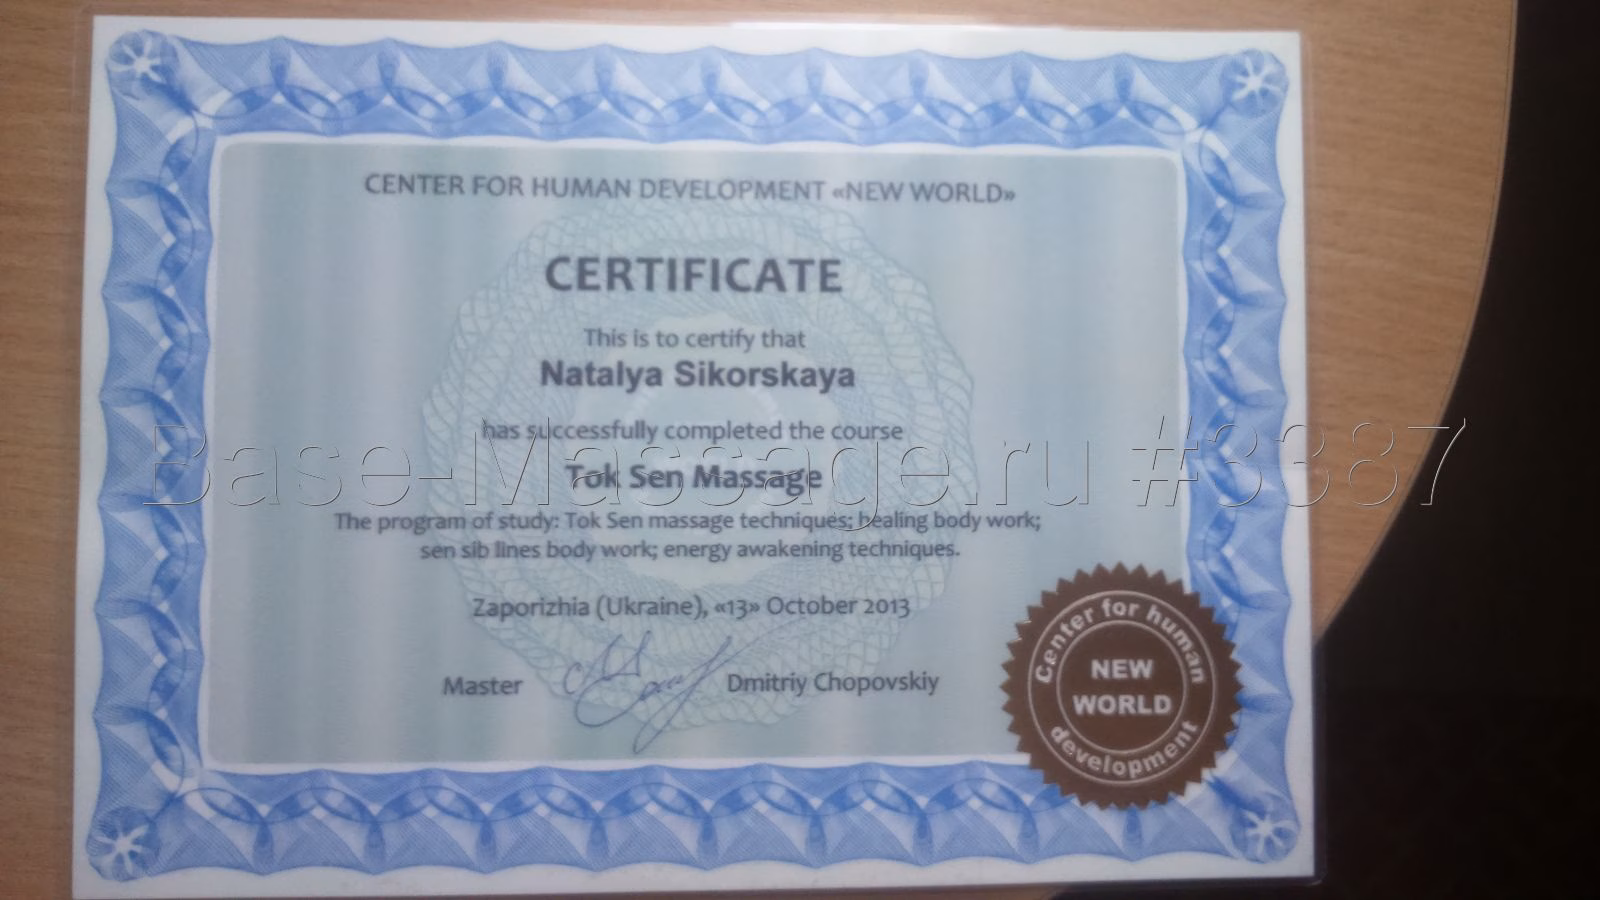 CENTER FOR HUMAN DEVELOPMENT «NEW WORLD»
CERTIFICATE
This is to certify that
Natalya Sikorskaya
has successfully completed the course
Tok Sen Massage
The program of study: Tok Sen massage techniques; healing body work;
sen sib lines body work; energy awakening techniques.
Zaporizhia (Ukraine), «13» October 2013
Master Dmitriy Chopovskiy
Center for human
NEW
WORLD
development
Base-Massage.ru #3387